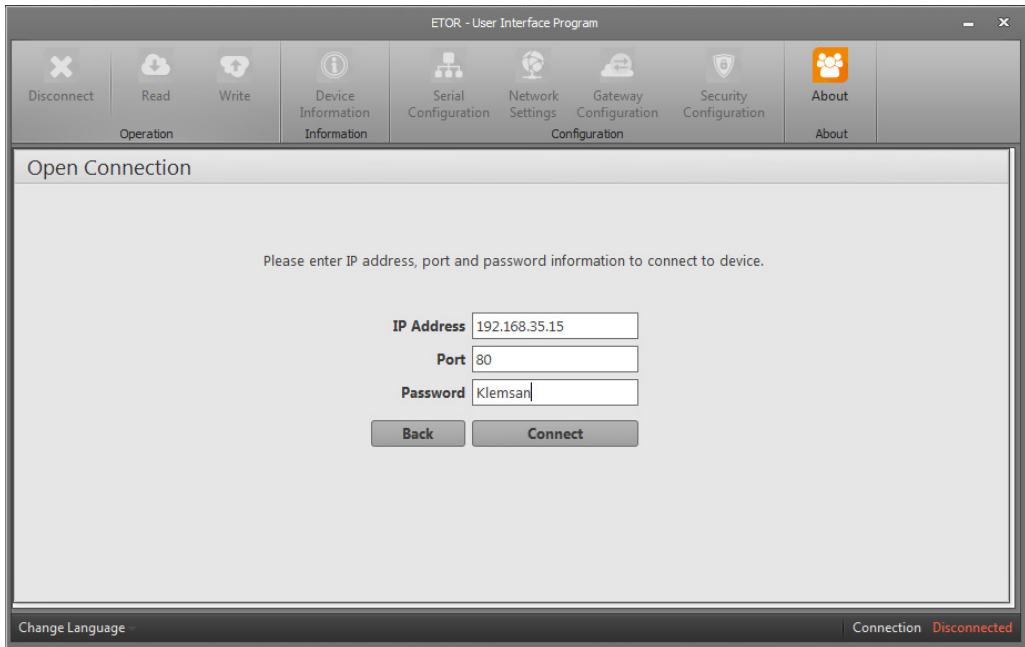 ETOR - User Interface Program
Disconnect Read Write Device Information Serial Configuration Network Settings Gateway Configuration Security Configuration About
Operation Information Configuration About
Open Connection
Please enter IP address, port and password information to connect to device.
IP Address 192.168.35.15
Port 80
Password Klemsan
Back Connect
Change Language Connection Disconnected